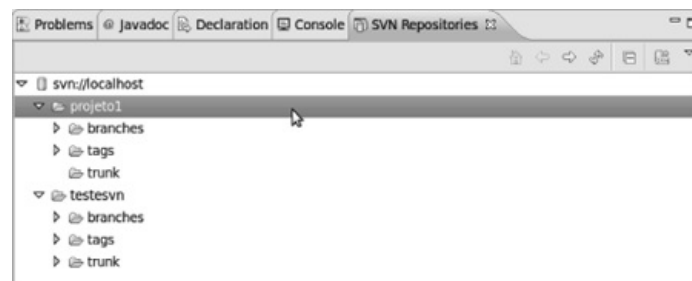 Problems @ Javadoc Declaration Console SVN Repositories
svn://localhost
projeto1
branches
tags
trunk
testesvn
branches
tags
trunk